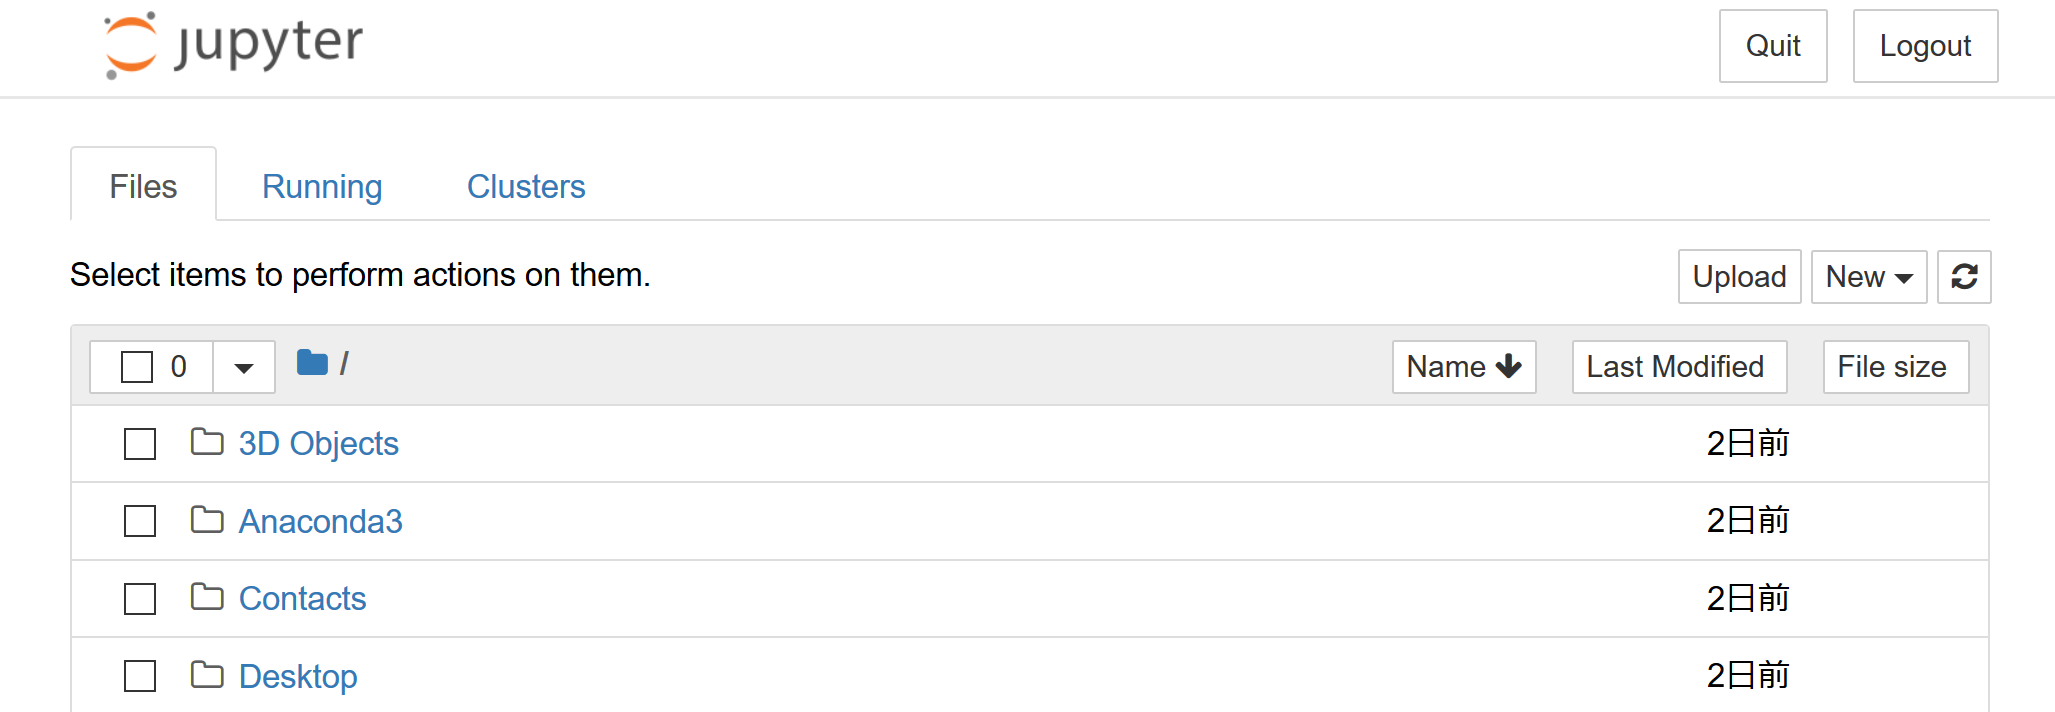 jupyter Quit Logout
Files Running Clusters
Select items to perform actions on them. Upload New
0 / Name Last Modified File size
3D Objects 2日前
Anaconda3 2日前
Contacts 2日前
Desktop 2日前